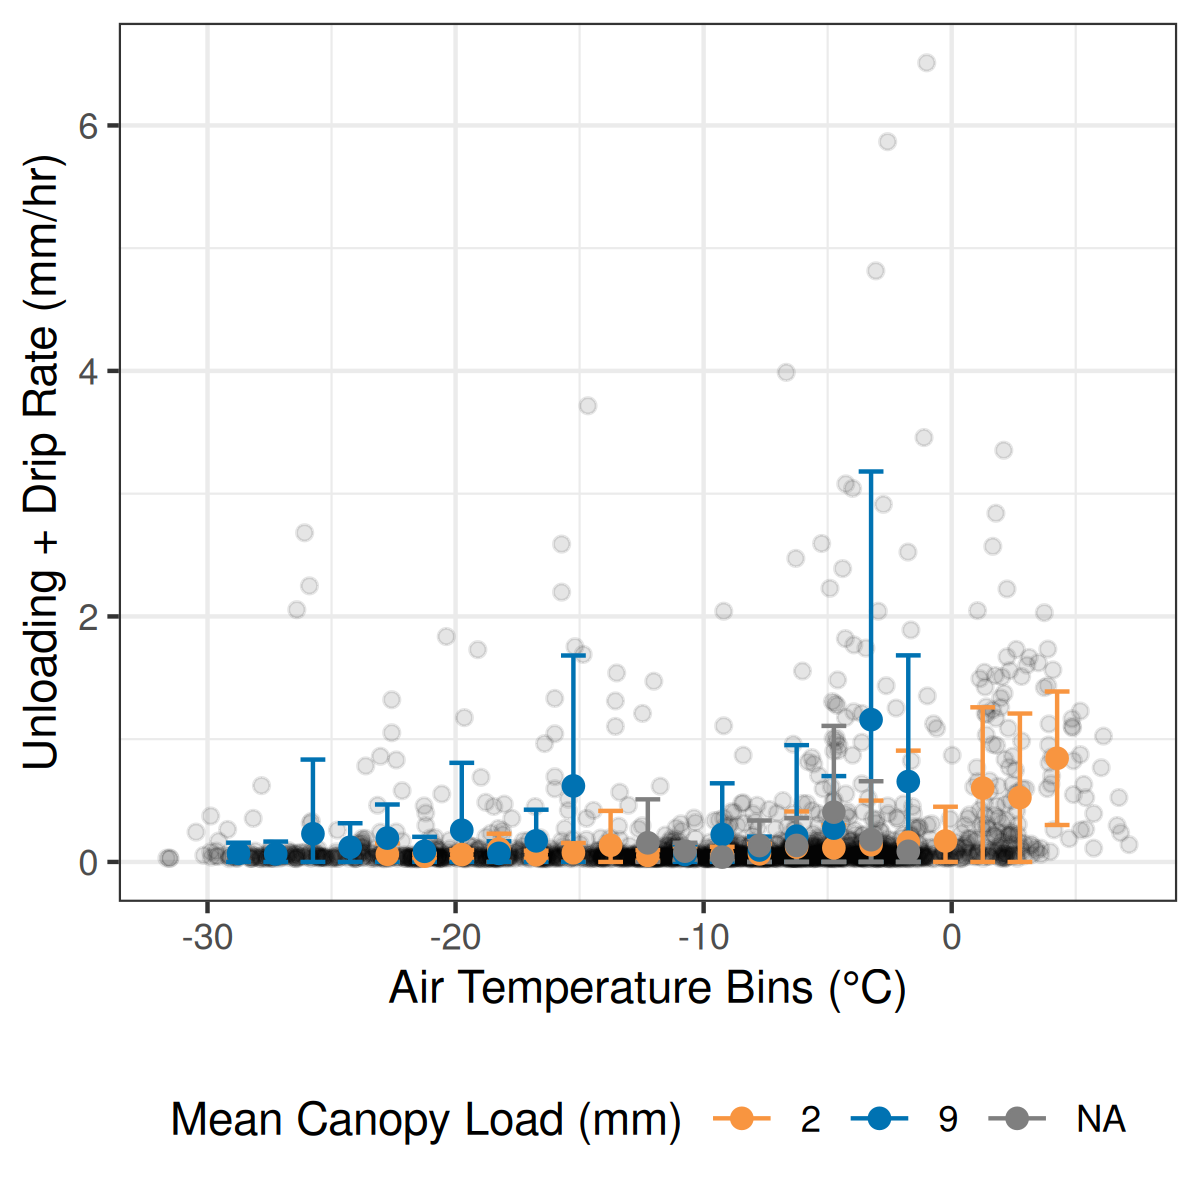 Unloading + Drip Rate (mm/hr)
6
4
2
0
-30 -20 -10 0
Air Temperature Bins (°C)
Mean Canopy Load (mm) 2 9 NA